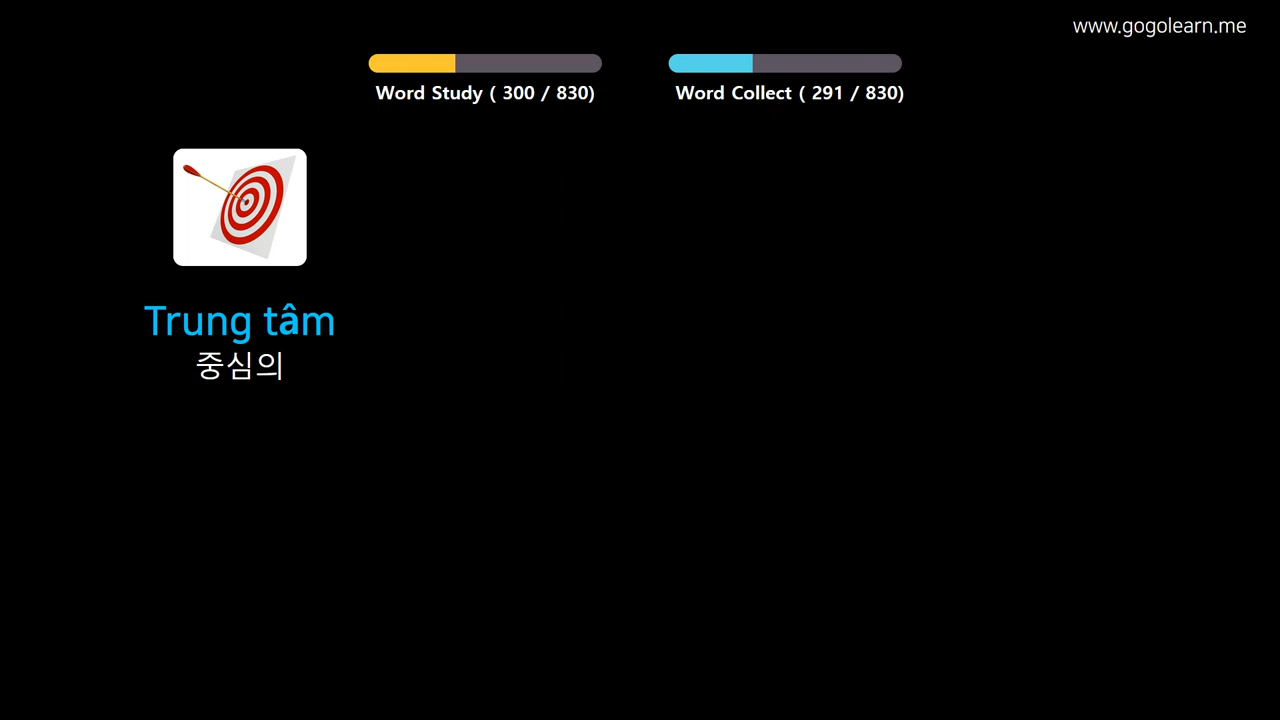 www.gogolearn.me
Word Study ( 300 / 830)
Word Collect ( 291 / 830)
Trung tâm
중심의